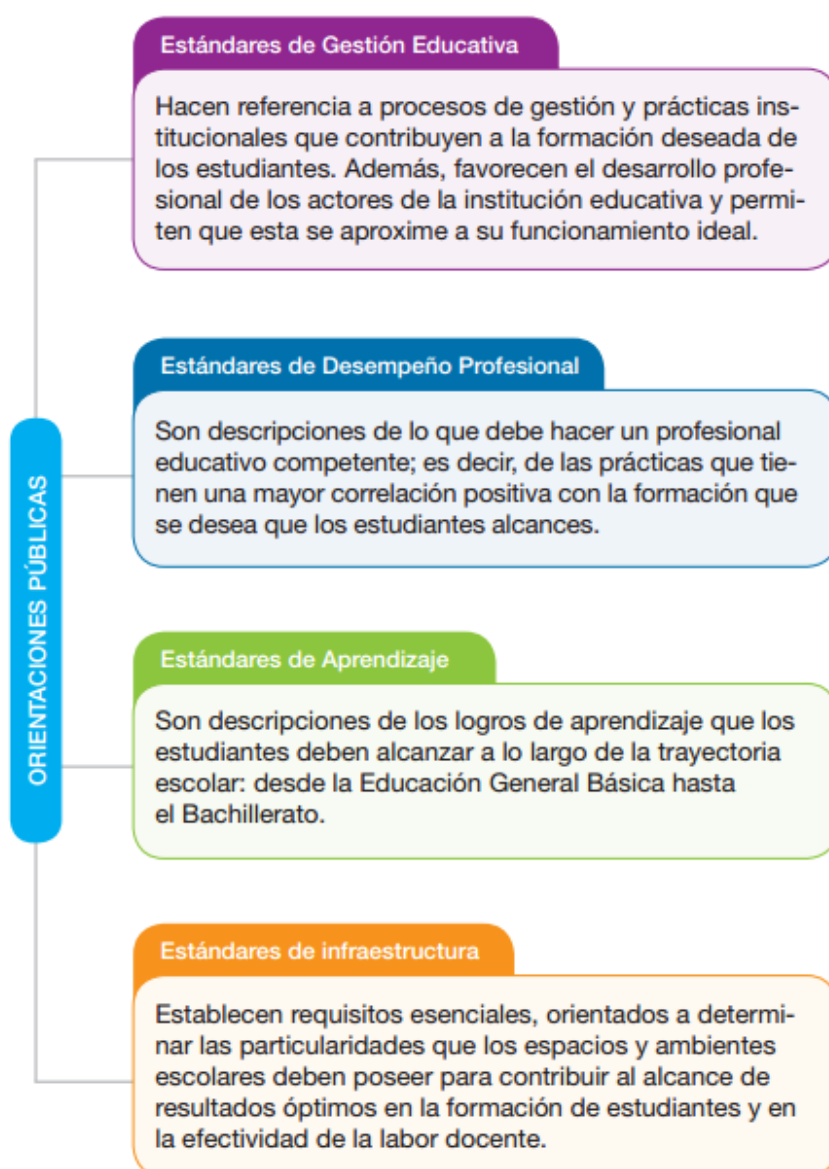 ORIENTACIONES PÚBLICAS
Estándares de Gestión Educativa
Hacen referencia a procesos de gestión y prácticas ins-
titucionales que contribuyen a la formación deseada de
los estudiantes. Además, favorecen el desarrollo profe-
sional de los actores de la institución educativa y permi-
ten que esta se aproxime a su funcionamiento ideal.
Estándares de Desempeño Profesional
Son descripciones de lo que debe hacer un profesional
educativo competente; es decir, de las prácticas que tie-
nen una mayor correlación positiva con la formación que
se desea que los estudiantes alcances.
Estándares de Aprendizaje
Son descripciones de los logros de aprendizaje que los
estudiantes deben alcanzar a lo largo de la trayectoria
escolar: desde la Educación General Básica hasta
el Bachillerato.
Estándares de infraestructura
Establecen requisitos esenciales, orientados a determi-
nar las particularidades que los espacios y ambientes
escolares deben poseer para contribuir al alcance de
resultados óptimos en la formación de estudiantes y en
la efectividad de la labor docente.